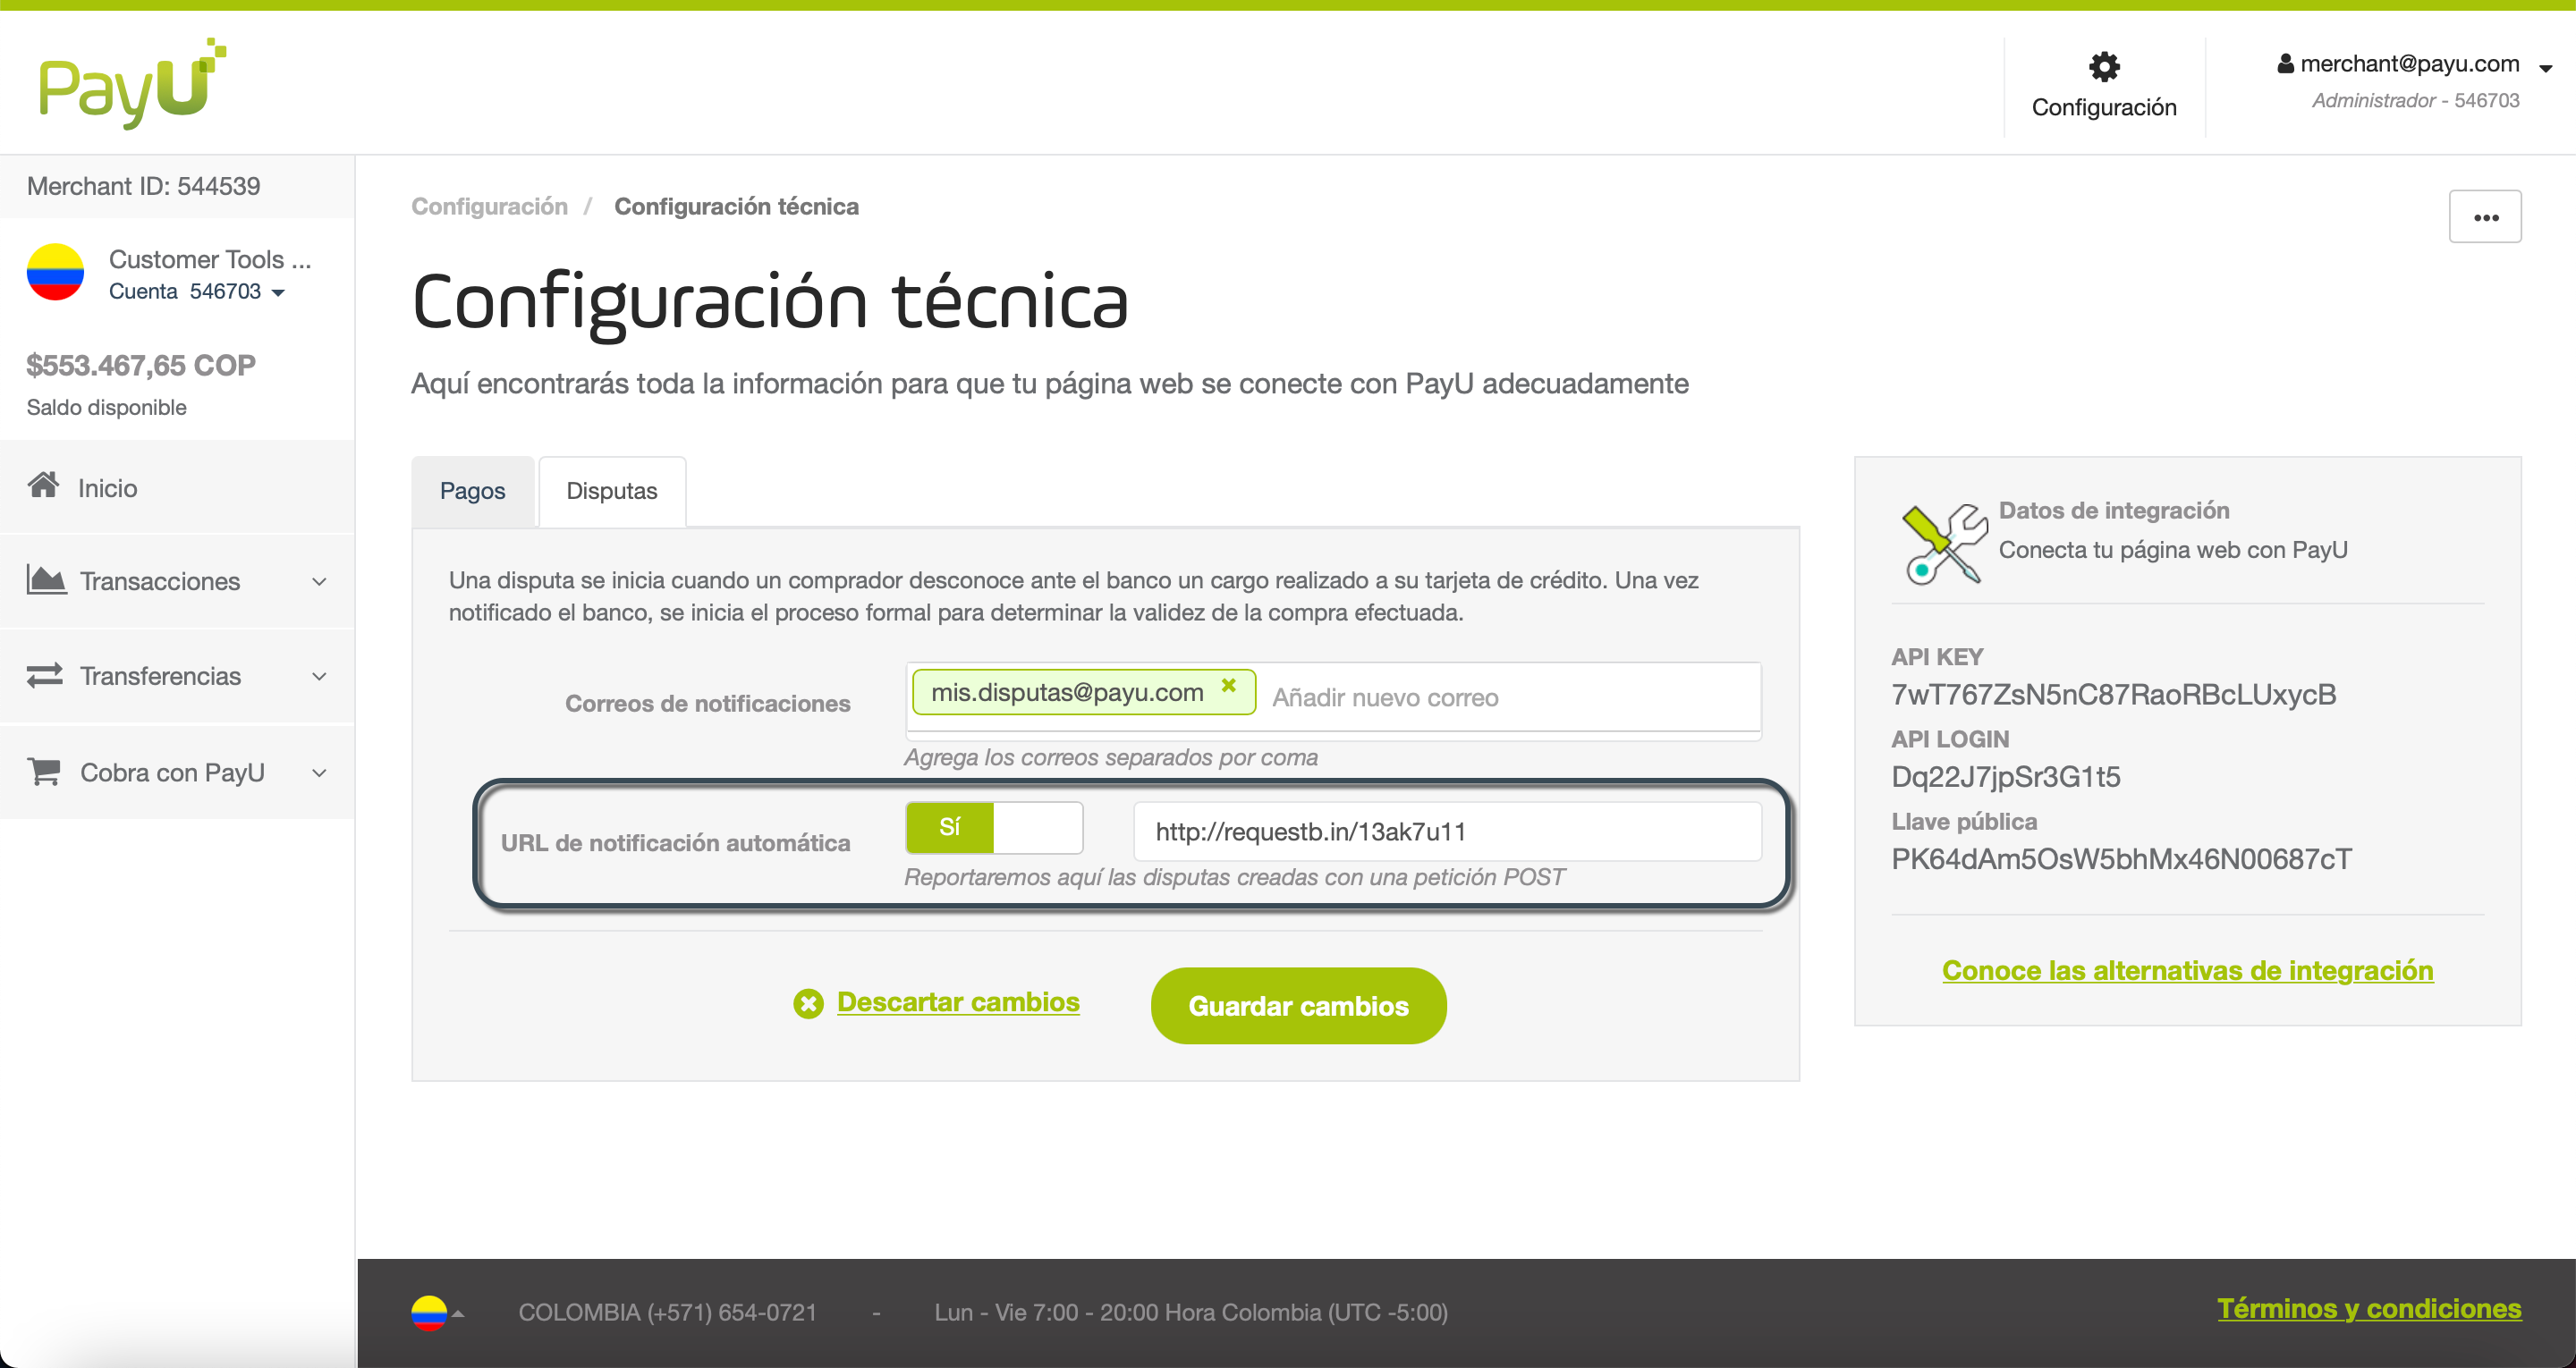 PayU
Configuración
merchant@payu.com
Administrador - 546703
Merchant ID: 544539
Customer Tools ...
Cuenta 546703
$553.467,65 COP
Saldo disponible
Inicio
Transacciones
Transferencias
Cobra con PayU
Configuración / Configuración técnica
Configuración técnica
Aquí encontrarás toda la información para que tu página web se conecte con PayU adecuadamente
Pagos
Disputas
Una disputa se inicia cuando un comprador desconoce ante el banco un cargo realizado a su tarjeta de crédito. Una vez
notificado el banco, se inicia el proceso formal para determinar la validez de la compra efectuada.
Correos de notificaciones
mis.disputas@payu.com
Añadir nuevo correo
Agrega los correos separados por coma
URL de notificación automática
Sí
http://requestb.in/13ak7u11
Reportaremos aquí las disputas creadas con una petición POST
Descartar cambios
Guardar cambios
Datos de integración
Conecta tu página web con PayU
API KEY
7wT767ZsN5nC87RaoRBcLUxycB
API LOGIN
Dq22J7jpSr3G1t5
Llave pública
PK64dAm5OsW5bhMx46N00687cT
Conoce las alternativas de integración
COLOMBIA (+571) 654-0721 - Lun - Vie 7:00 - 20:00 Hora Colombia (UTC -5:00)
Términos y condiciones